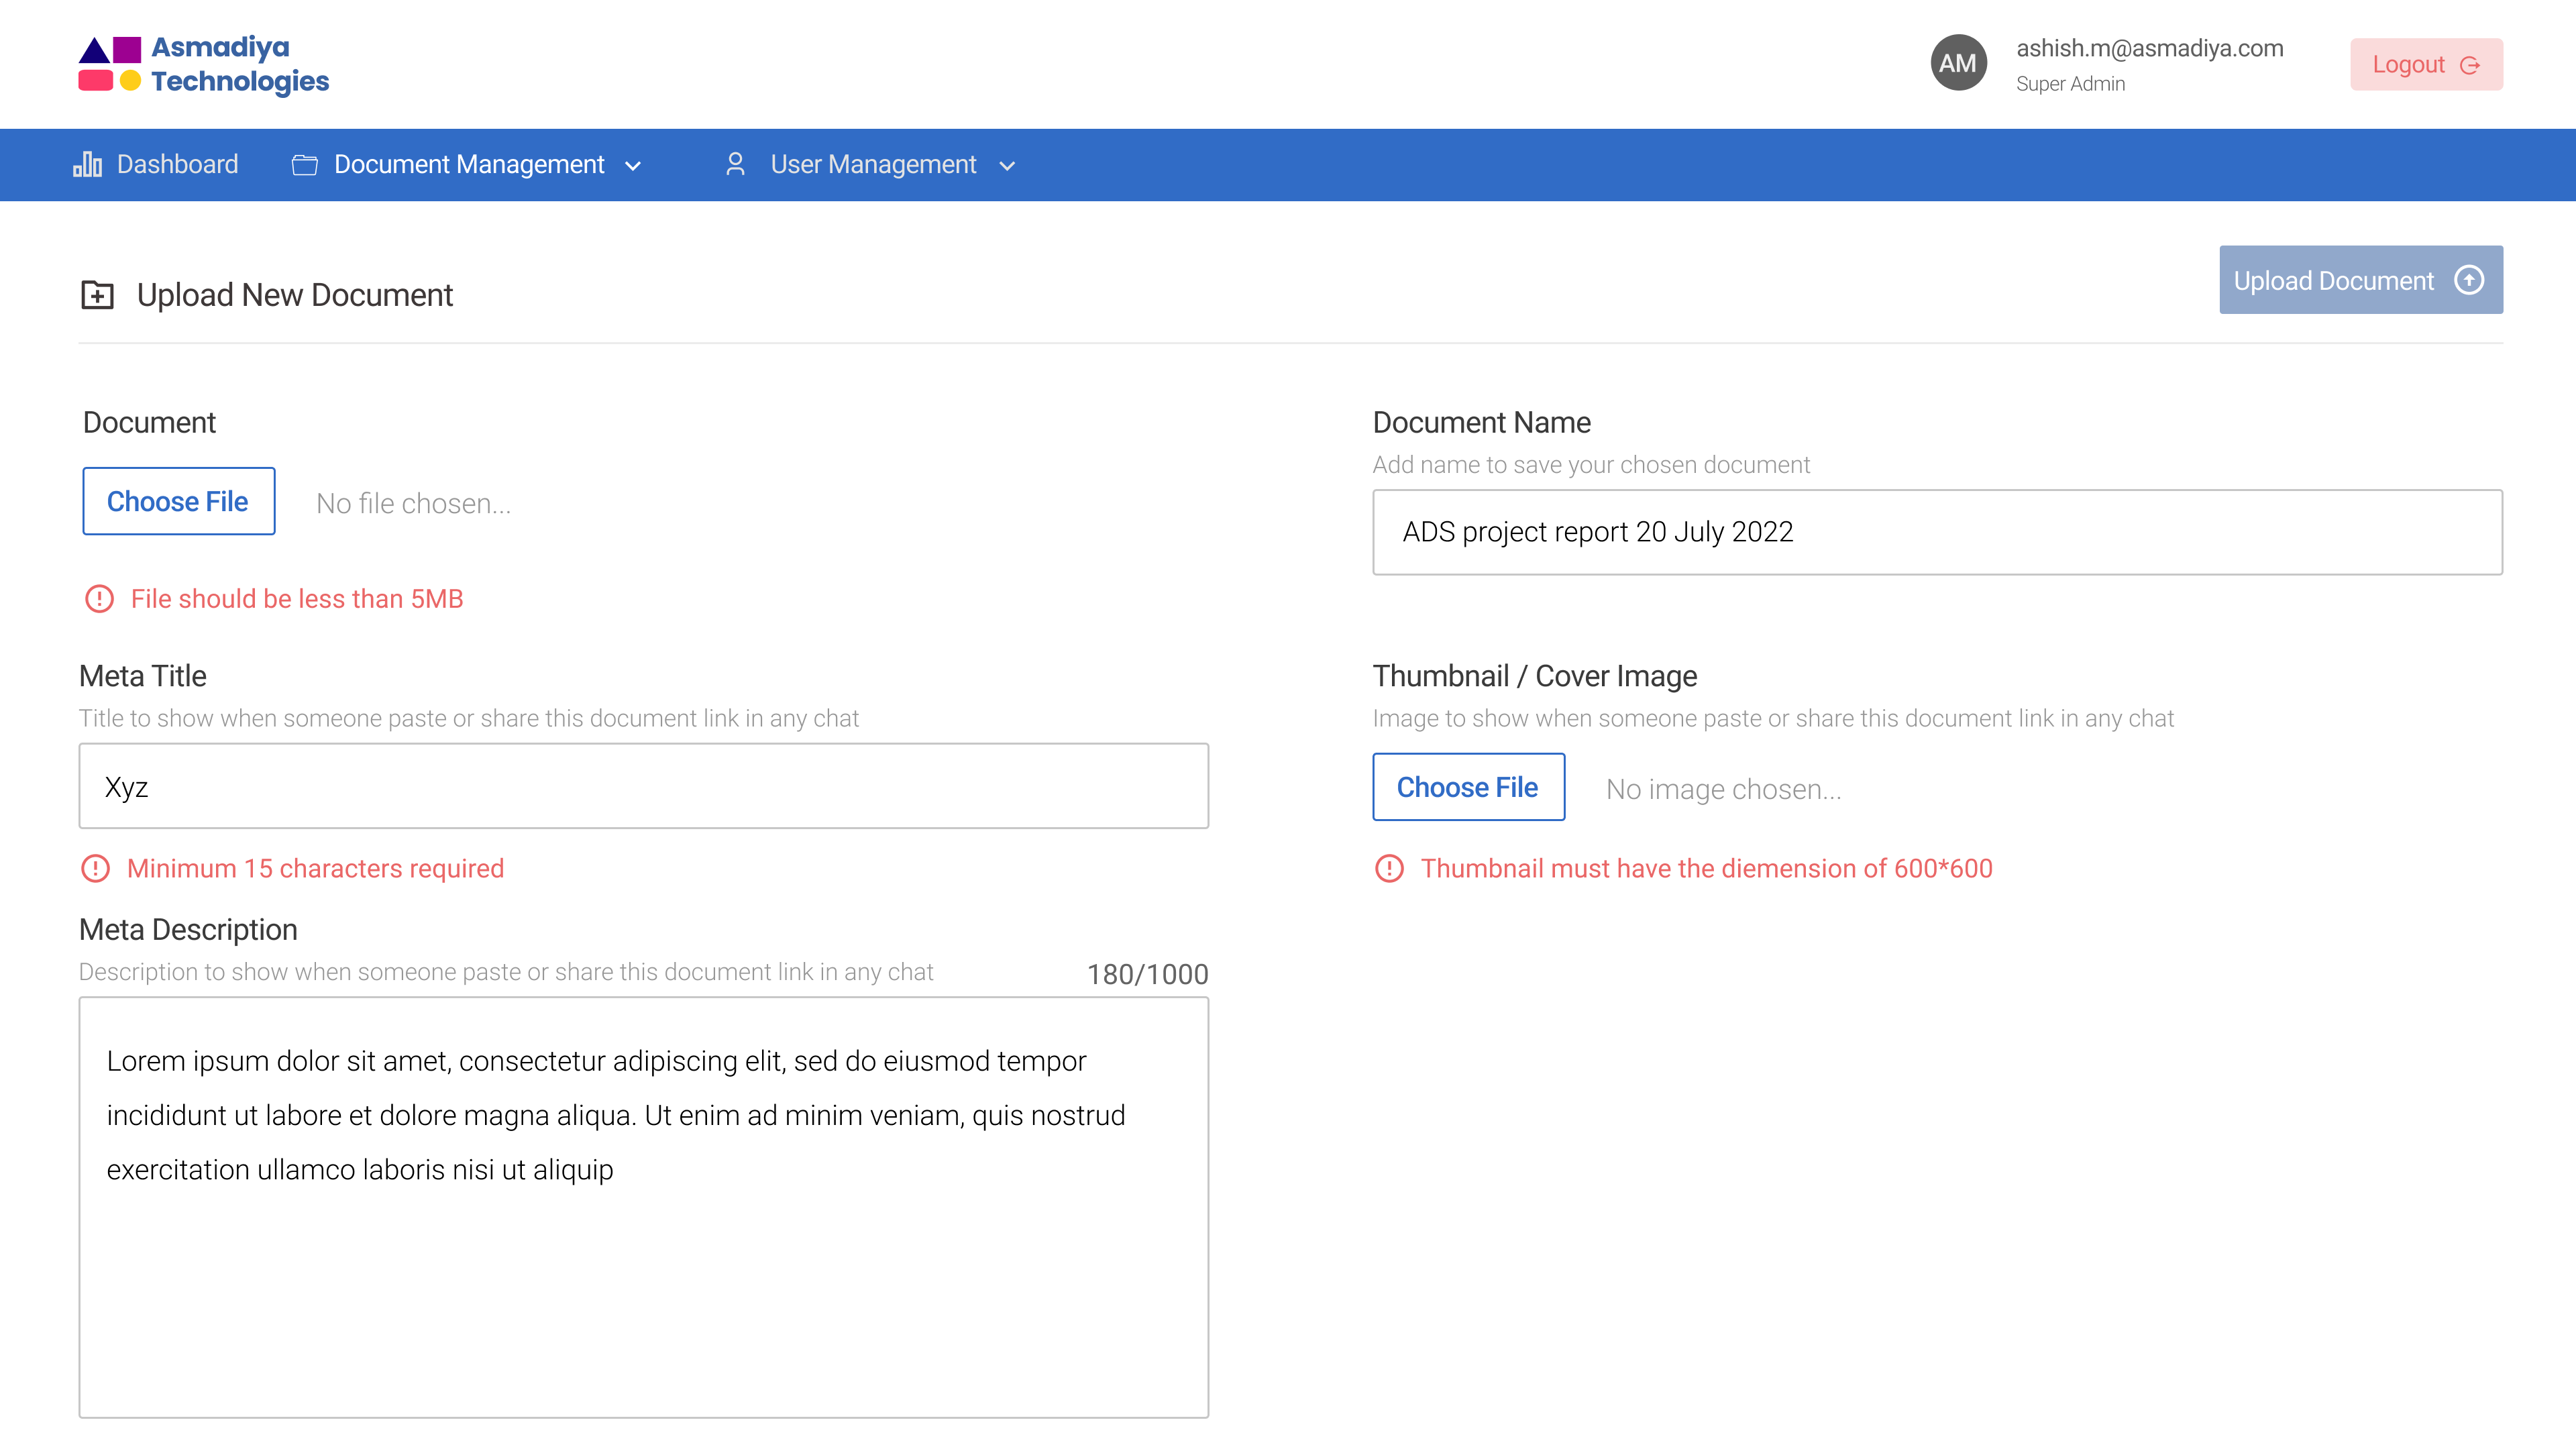 Asmadiya
Technologies
AM
ashish.m@asmadiya.com
Super Admin
Logout
Dashboard
Document Management
User Management
Upload New Document
Upload Document
Document
Choose File
No file chosen...
File should be less than 5MB
Document Name
Add name to save your chosen document
ADS project report 20 July 2022
Meta Title
Title to show when someone paste or share this document link in any chat
Xyz
Minimum 15 characters required
Thumbnail / Cover Image
Image to show when someone paste or share this document link in any chat
Choose File
No image chosen...
Thumbnail must have the diemension of 600*600
Meta Description
Description to show when someone paste or share this document link in any chat
180/1000
Lorem ipsum dolor sit amet, consectetur adipiscing elit, sed do eiusmod tempor
incididunt ut labore et dolore magna aliqua. Ut enim ad minim veniam, quis nostrud
exercitation ullamco laboris nisi ut aliquip